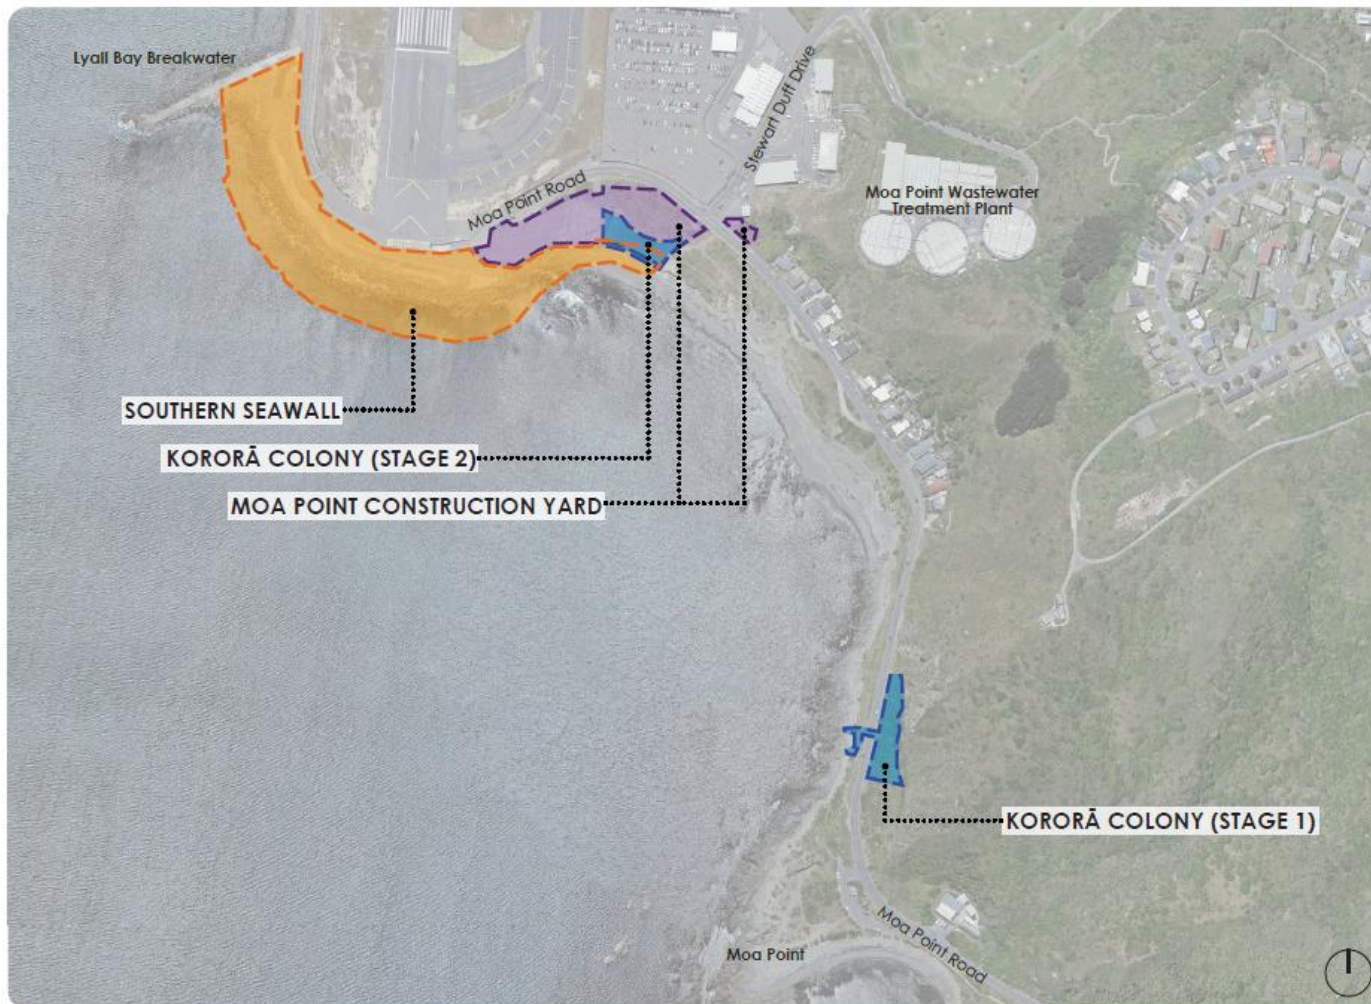 Lyall Bay Breakwater
Stewart Duff Drive
Moa Point Road
Moa Point Wastewater
Treatment Plant
SOUTHERN SEAWALL
KORORĀ COLONY (STAGE 2)
MOA POINT CONSTRUCTION YARD
KORORĀ COLONY (STAGE 1)
Moa Point Road
Moa Point